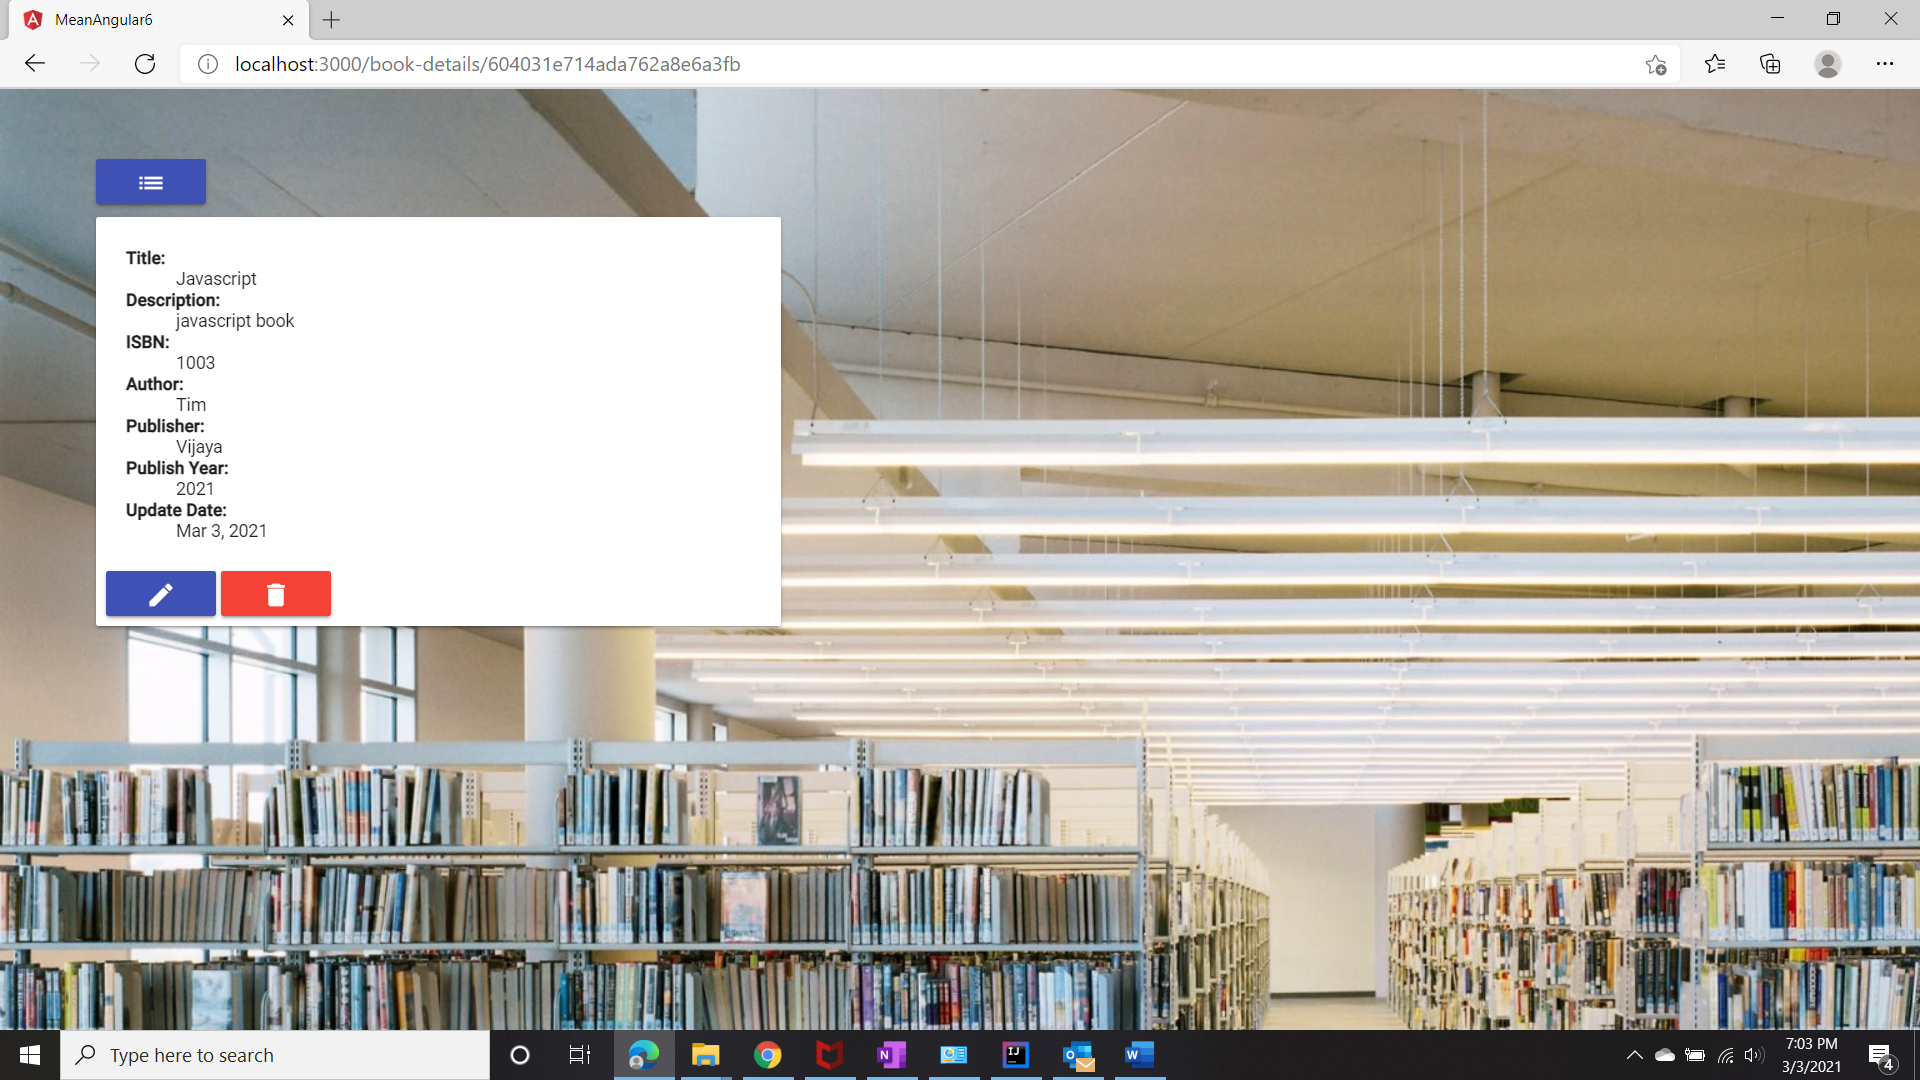 MeanAngular6
localhost:3000/book-details/604031e714ada762a8e6a3fb
Title:
Javascript
Description:
javascript book
ISBN:
1003
Author:
Tim
Publisher:
Vijaya
Publish Year:
2021
Update Date:
Mar 3, 2021
Type here to search
7:03 PM
3/3/2021
4